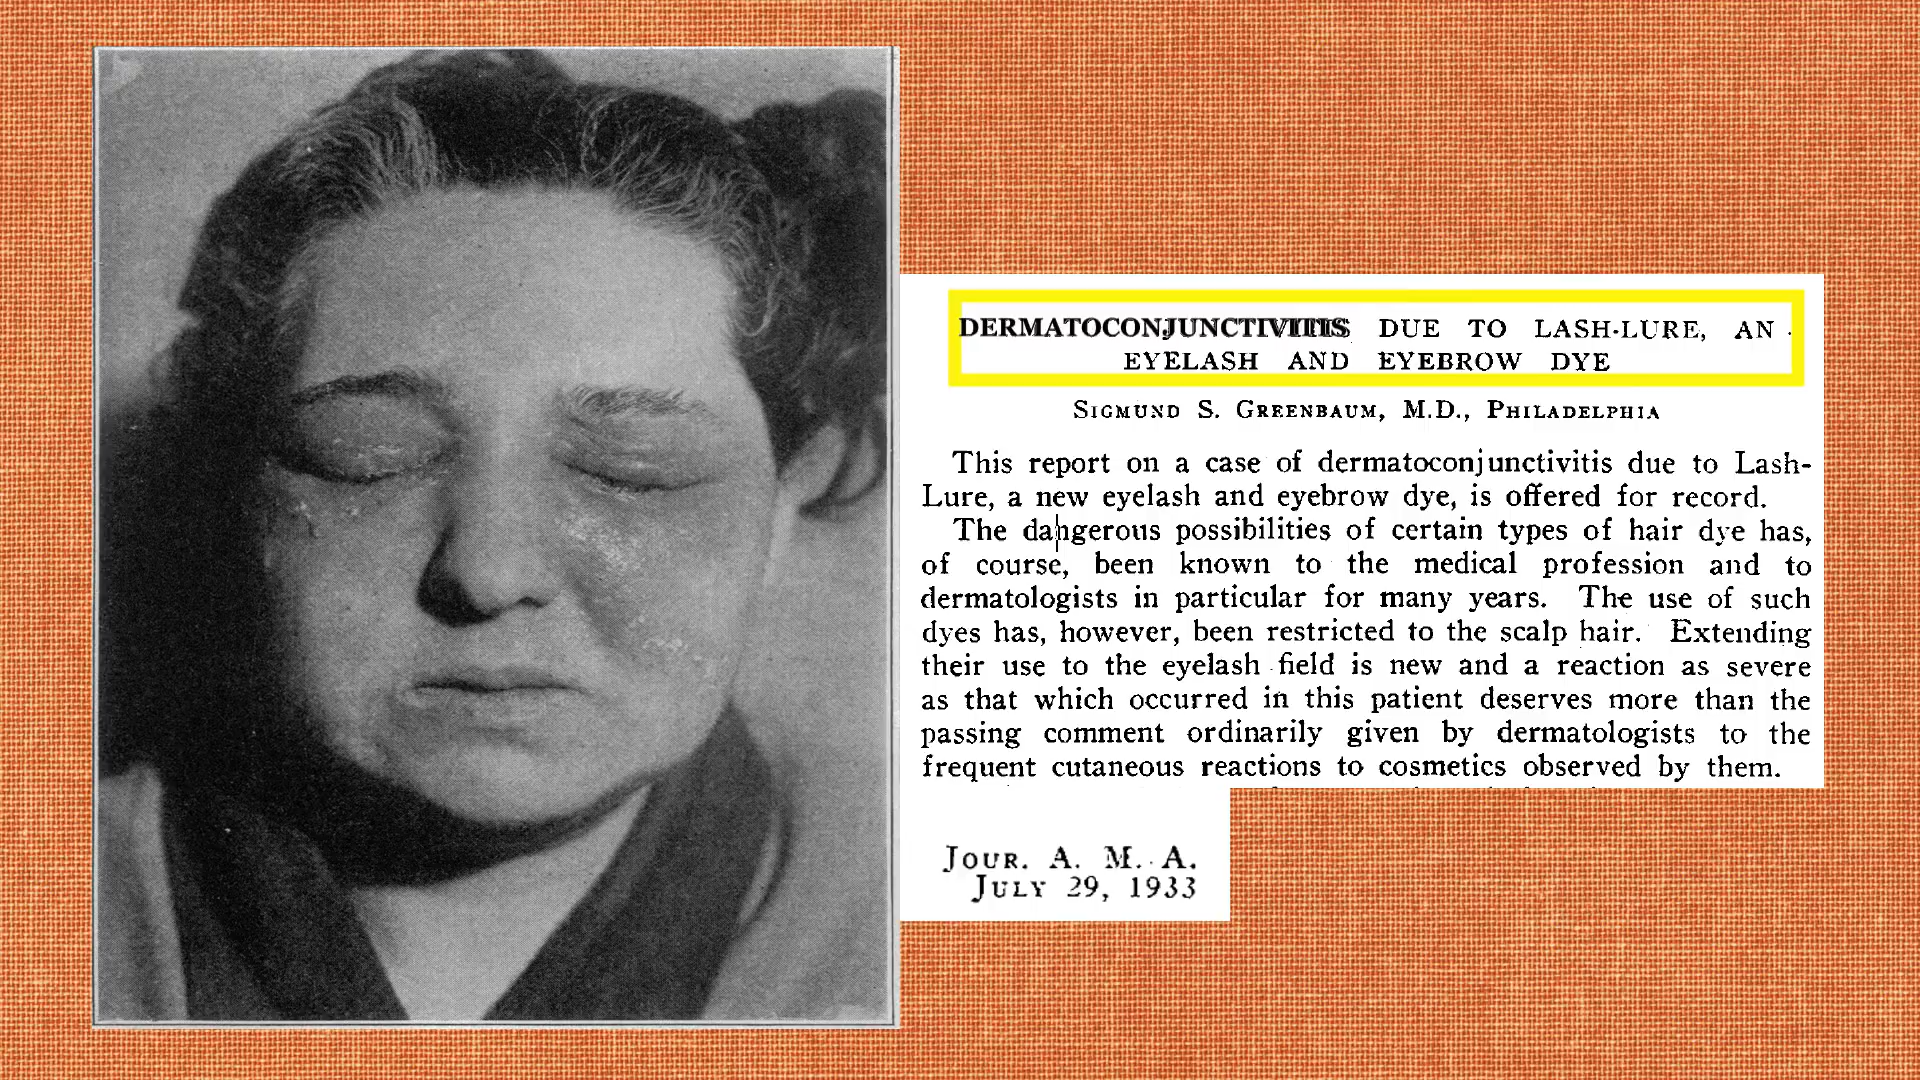 DERMATOCONJUNCTIVITIS DUE TO LASH-LURE, AN
EYELASH AND EYEBROW DYE
SIGMUND S. GREENBAUM, M.D., PHILADELPHIA
This report on a case of dermatoconjunctivitis due to Lash-
Lure, a new eyelash and eyebrow dye, is offered for record.
The dangerous possibilities of certain types of hair dye has,
of course, been known to the medical profession and to
dermatologists in particular for many years. The use of such
dyes has, however, been restricted to the scalp hair. Extending
their use to the eyelash field is new and a reaction as severe
as that which occurred in this patient deserves more than the
passing comment ordinarily given by dermatologists to the
frequent cutaneous reactions to cosmetics observed by them.
JOUR. A. M. A.
JULY 29, 1933